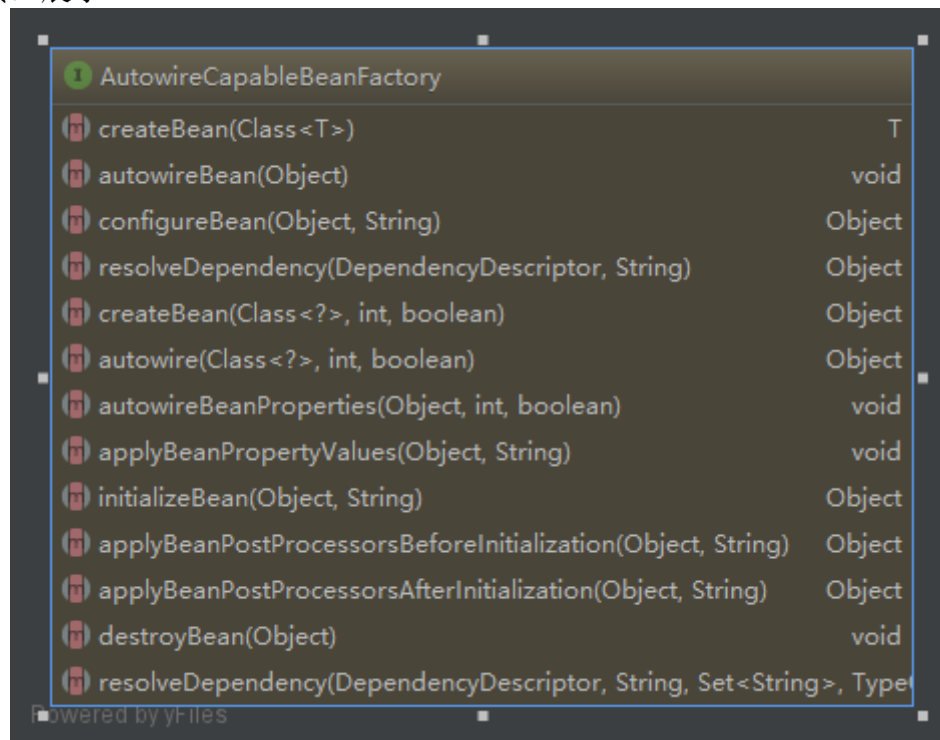 AutowireCapableBeanFactory
createBean(Class<T>) T
autowireBean(Object) void
configureBean(Object, String) Object
resolveDependency(DependencyDescriptor, String) Object
createBean(Class<?>, int, boolean) Object
autowire(Class<?>, int, boolean) Object
autowireBeanProperties(Object, int, boolean) void
applyBeanPropertyValues(Object, String) void
initializeBean(Object, String) Object
applyBeanPostProcessorsBeforeInitialization(Object, String) Object
applyBeanPostProcessorsAfterInitialization(Object, String) Object
destroyBean(Object) void
resolveDependency(DependencyDescriptor, String, Set<String>, Type
Powered by yFiles